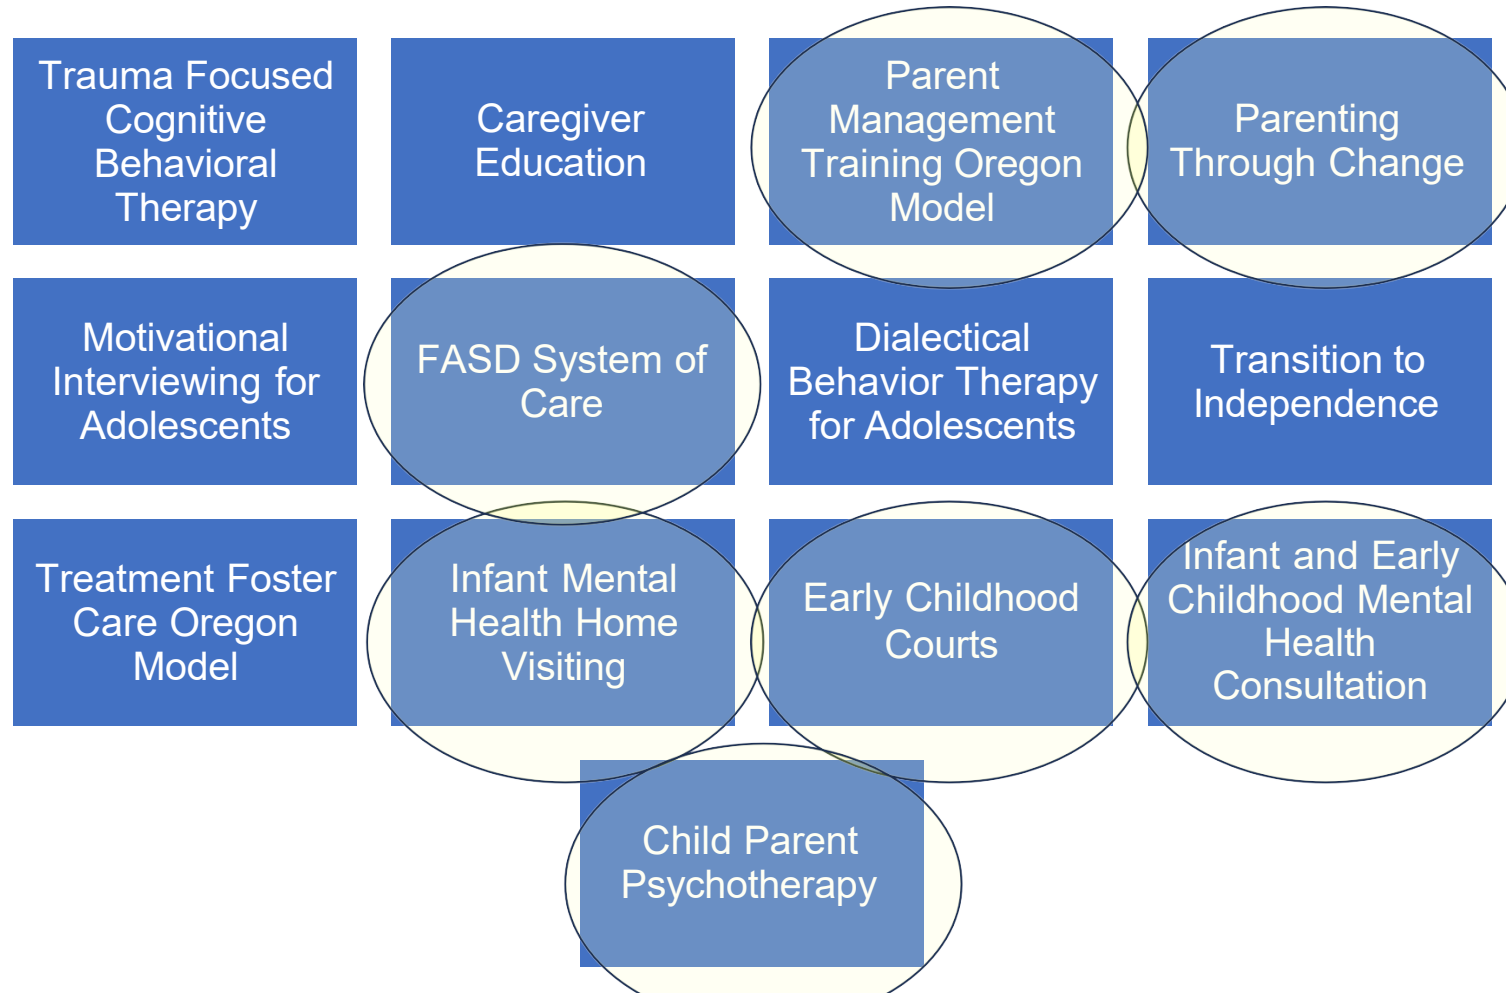 Trauma Focused
Cognitive
Behavioral
Therapy
Caregiver
Education
Parent
Management
Training Oregon
Model
Parenting
Through Change
Motivational
Interviewing for
Adolescents
FASD System of
Care
Dialectical
Behavior Therapy
for Adolescents
Transition to
Independence
Treatment Foster
Care Oregon
Model
Infant Mental
Health Home
Visiting
Early Childhood
Courts
Infant and Early
Childhood Mental
Health
Consultation
Child Parent
Psychotherapy